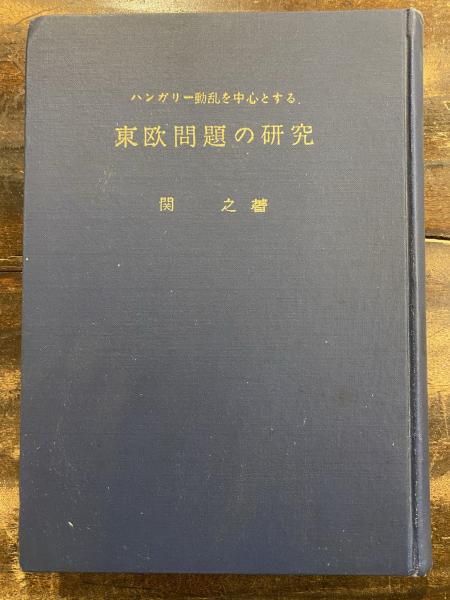 ハンガリー動乱を中心とする
東欧問題の研究
関 之著